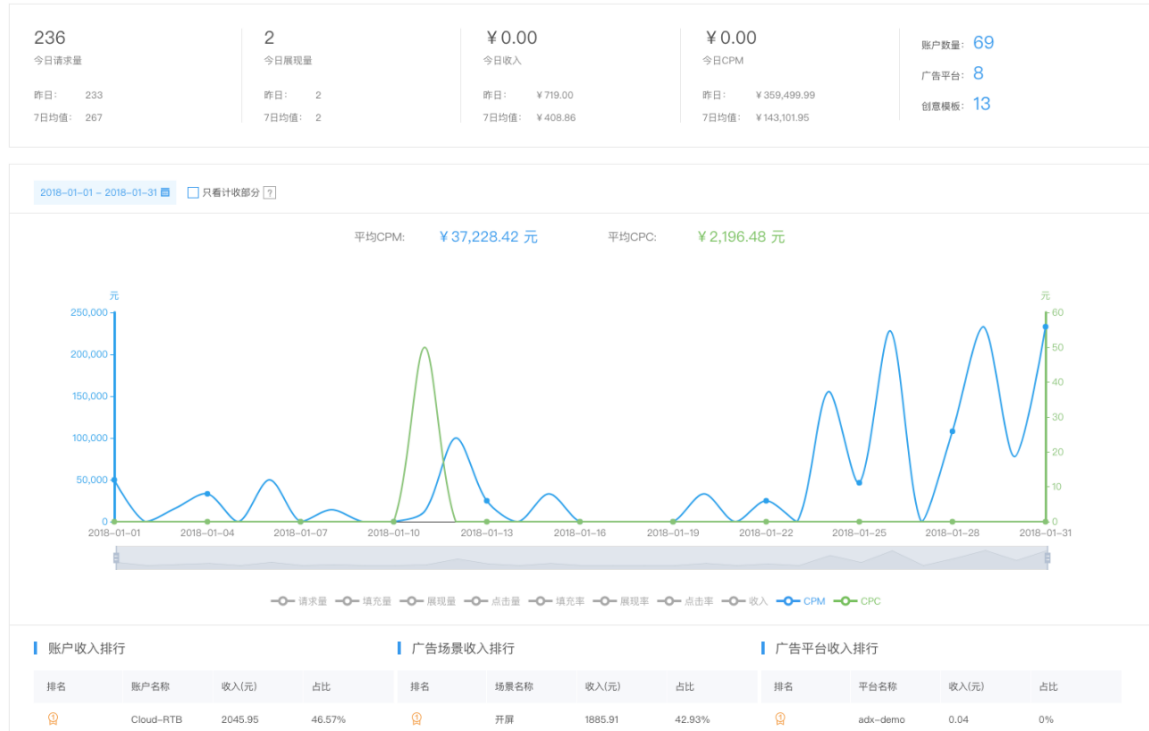 236
今日请求量
昨日: 233
7日均值: 267
2
今日展现量
昨日: 2
7日均值: 2
¥0.00
今日收入
昨日: ¥719.00
7日均值: ¥408.86
¥0.00
今日CPM
昨日: ¥359,499.99
7日均值: ¥143,101.95
账户数量: 69
广告平台: 8
创意模板: 13
2018-01-01 - 2018-01-31 只看计收部分 ?
平均CPM: ¥37,228.42 元 平均CPC: ¥2,196.48 元
元 元
250,000 60
200,000 50
150,000 40
100,000 30
50,000 20
0 10
0
2018-01-01 2018-01-04 2018-01-07 2018-01-10 2018-01-13 2018-01-16 2018-01-19 2018-01-22 2018-01-25 2018-01-28 2018-01-31
请求量 填充量 展现量 点击量 填充率 展现率 点击率 收入 CPM CPC
账户收入排行
排名 账户名称 收入(元) 占比
1 Cloud-RTB 2045.95 46.57%
广告场景收入排行
排名 场景名称 收入(元) 占比
1 开屏 1885.91 42.93%
广告平台收入排行
排名 平台名称 收入(元) 占比
1 adx-demo 0.04 0%